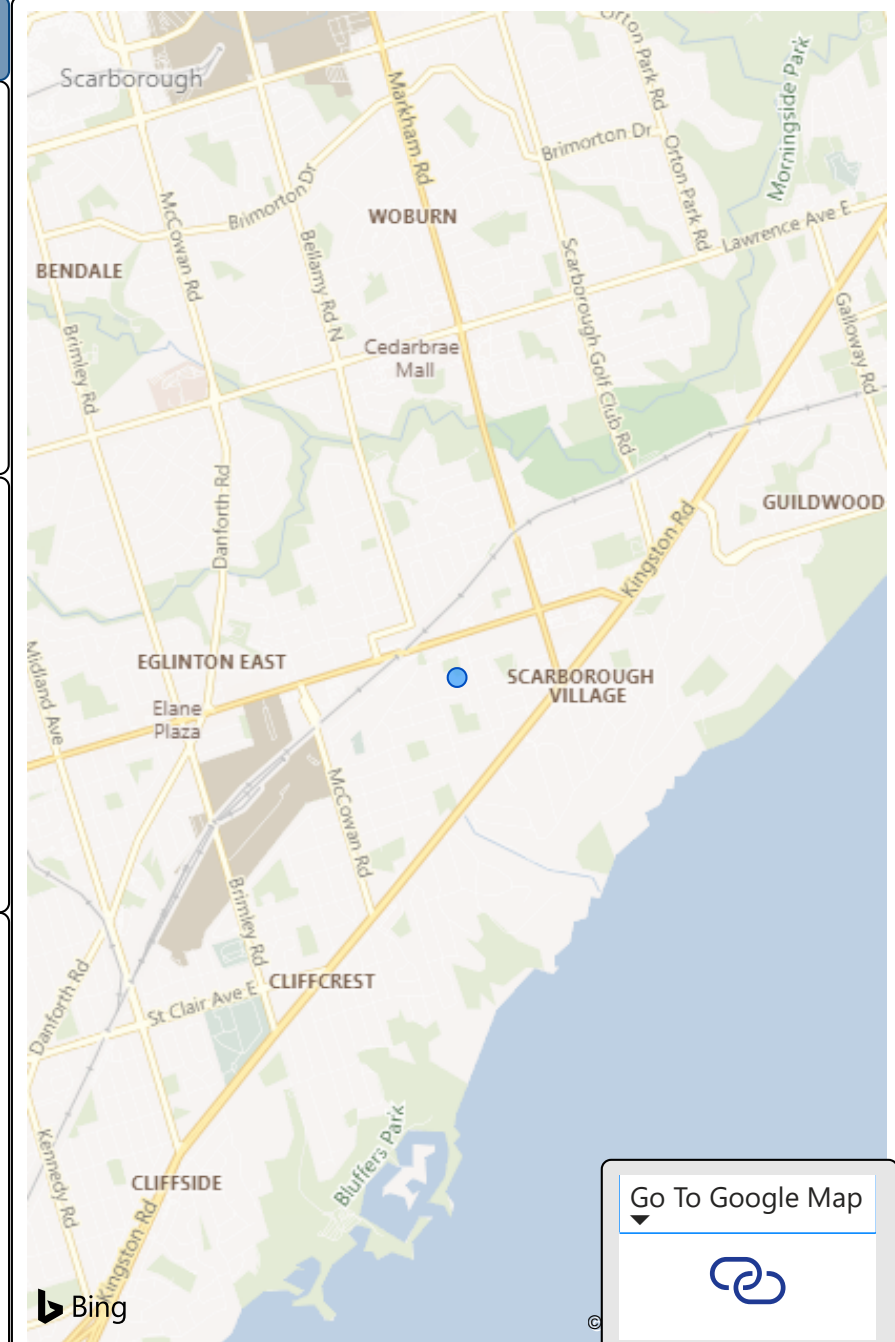 Orton Park Rd
Scarborough
Markham Rd
Morningside Park
Brimorton Dr
Orton Park Rd
Brimorton Dr
McCowan Rd
WOBURN
Lawrence Ave E
Bellamy Rd N
Scarborough Golf Club Rd
BENDALE
Galloway Rd
Brimley Rd
Cedarbrae
Mall
Danforth Rd
GUILDWOOD
Kingston Rd
Midland Ave
EGLINTON EAST
SCARBOROUGH
VILLAGE
Elane
Plaza
McCowan Rd
Brimley Rd
CLIFFCREST
Danforth Rd
St Clair Ave E
Kennedy Rd
Bluffers Park
CLIFFSIDE
Kingston Rd
Go To Google Map
Bing
©